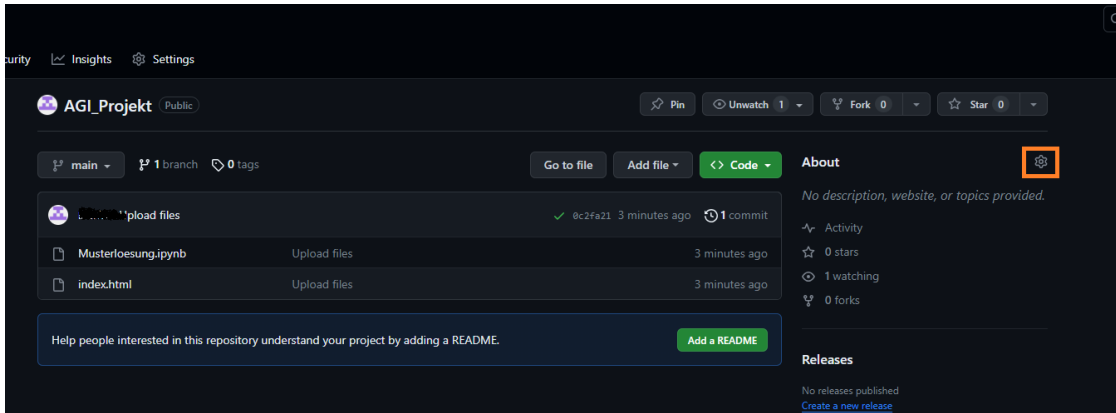 curity Insights Settings
AGI_Projekt Public
Pin Unwatch 1 Fork 0 Star 0
main 1 branch 0 tags
Go to file Add file <> Code
About
No description, website, or topics provided.
Upload files 0c2fa21 3 minutes ago 1 commit
Musterloesung.ipynb Upload files 3 minutes ago
index.html Upload files 3 minutes ago
Activity
0 stars
1 watching
0 forks
Help people interested in this repository understand your project by adding a README.
Add a README
Releases
No releases published
Create a new release